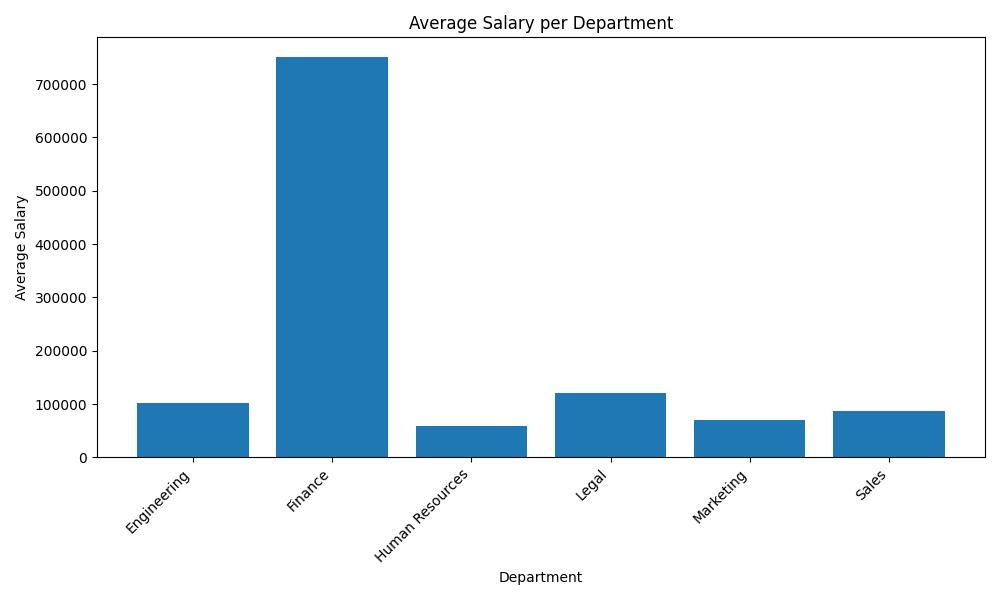 Average Salary per Department
Average Salary
700000
600000
500000
400000
300000
200000
100000
0
Engineering
Finance
Human Resources
Legal
Marketing
Sales
Department